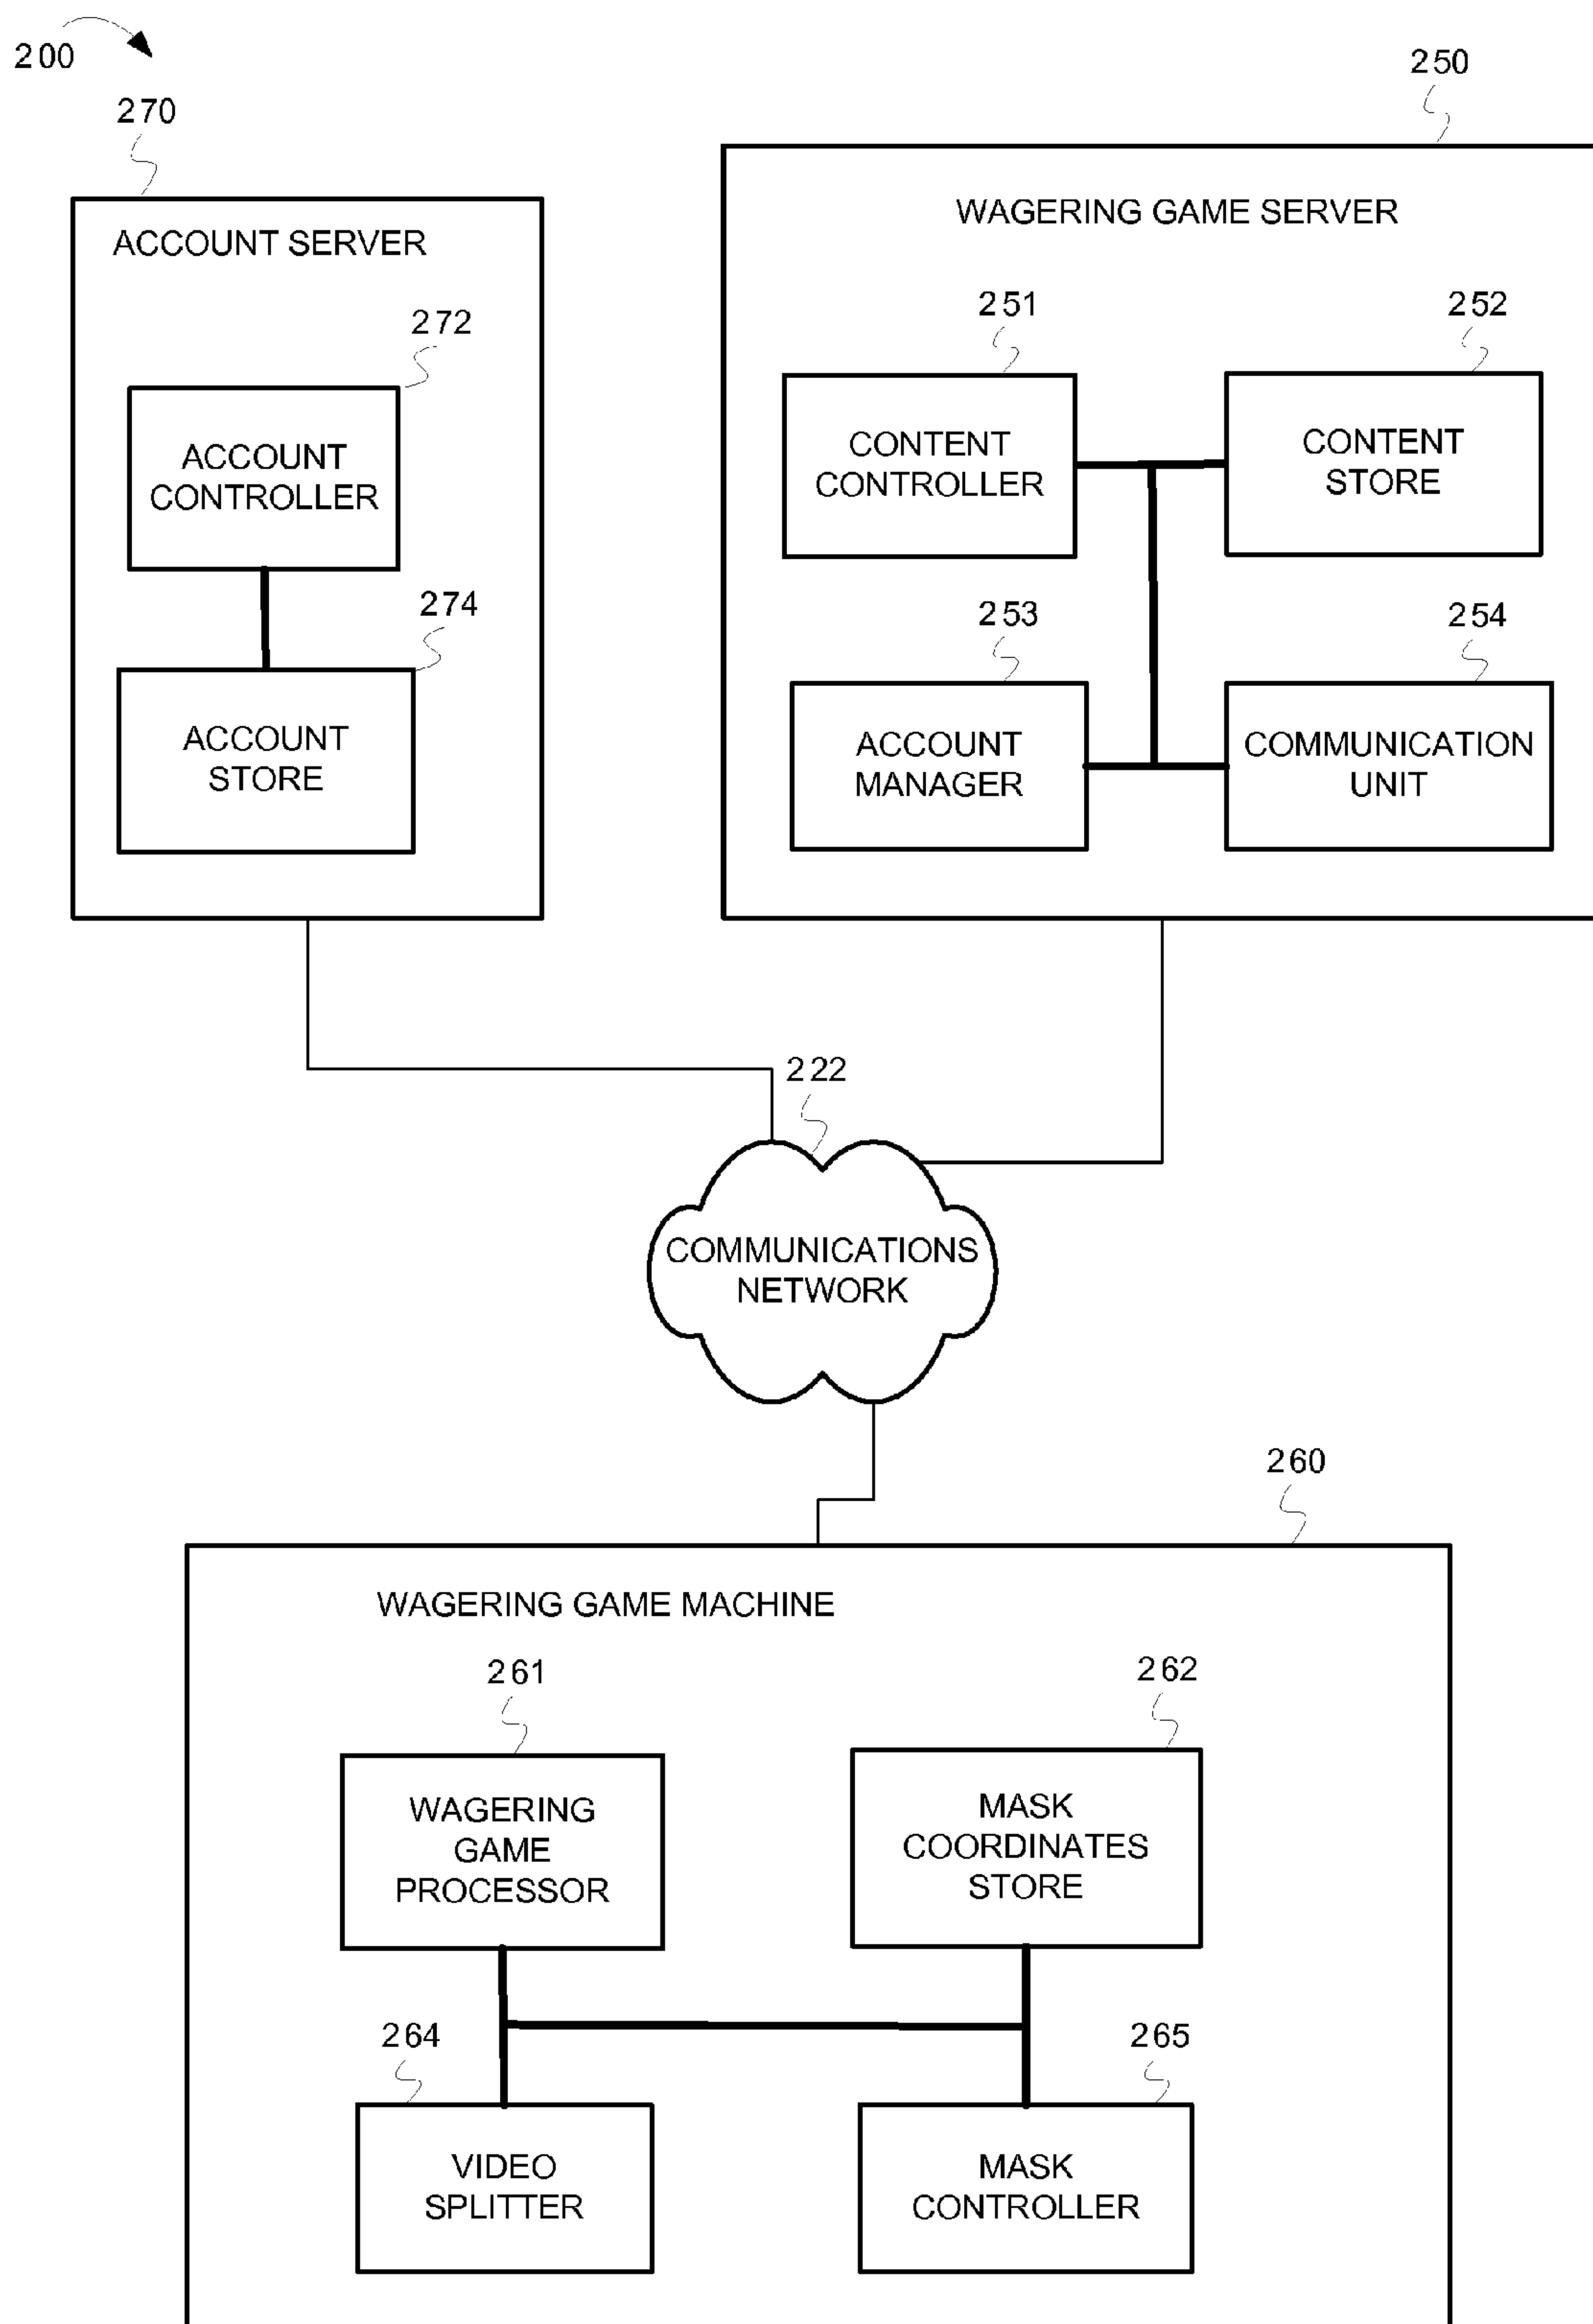 200
270
250
ACCOUNT SERVER
272
ACCOUNT
CONTROLLER
274
ACCOUNT
STORE
WAGERING GAME SERVER
251
252
CONTENT
CONTROLLER
CONTENT
STORE
253
254
ACCOUNT
MANAGER
COMMUNICATION
UNIT
222
COMMUNICATIONS
NETWORK
260
WAGERING GAME MACHINE
261
262
WAGERING
GAME
PROCESSOR
MASK
COORDINATES
STORE
264
265
VIDEO
SPLITTER
MASK
CONTROLLER